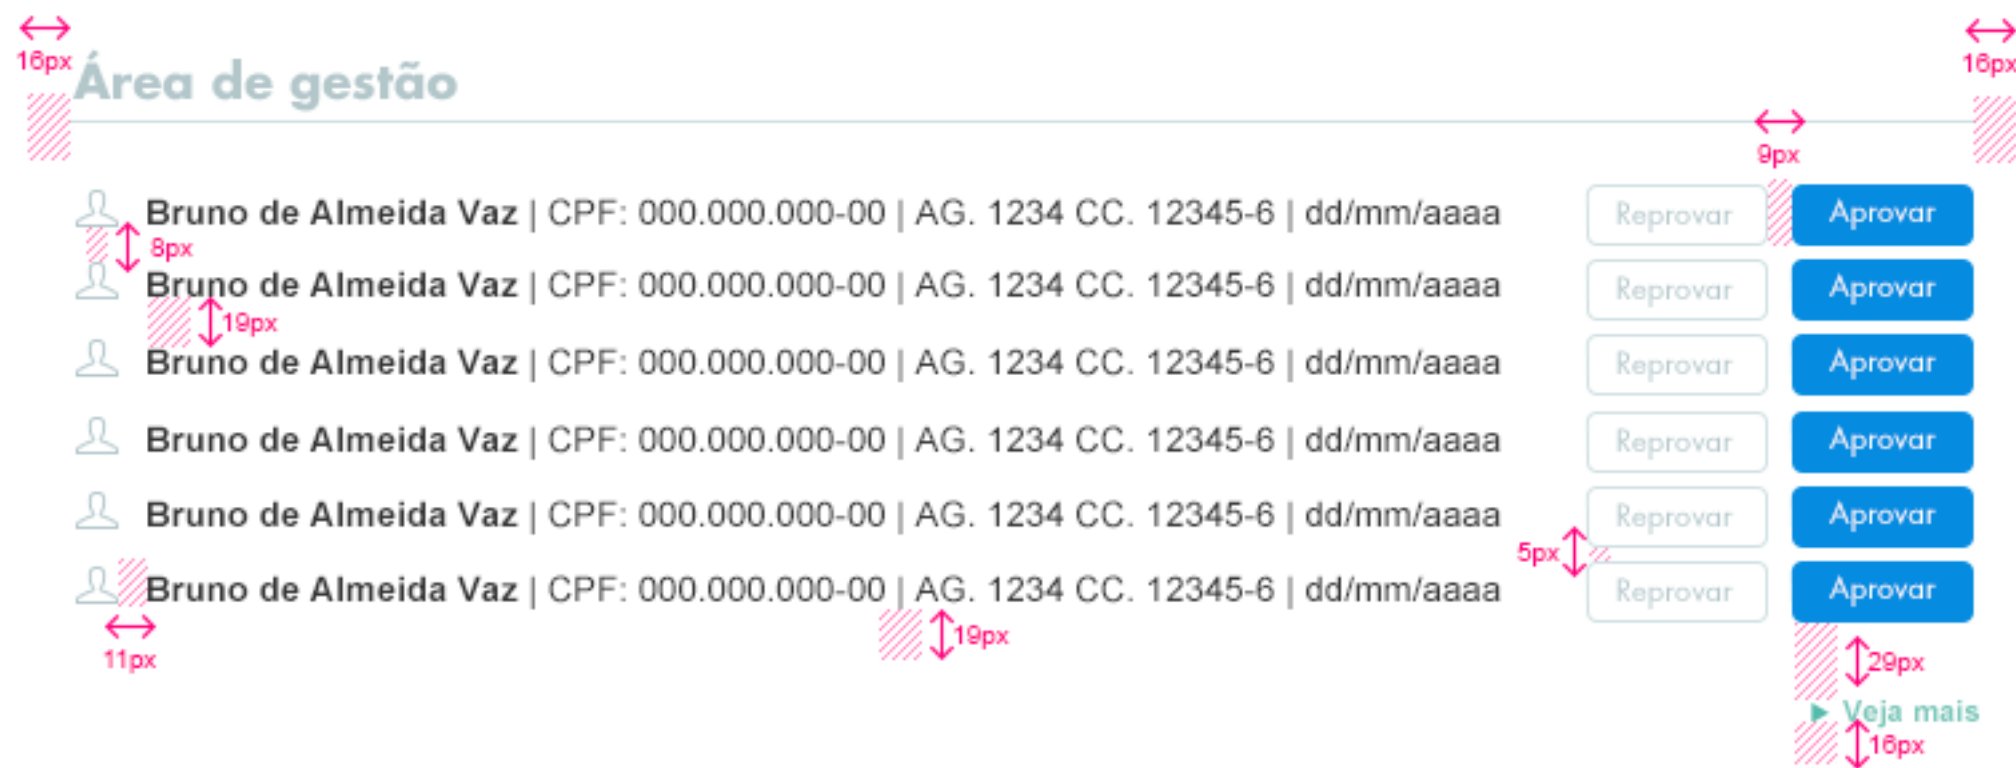 16px
16px
Área de gestão
9px
Bruno de Almeida Vaz | CPF: 000.000.000-00 | AG. 1234 CC. 12345-6 | dd/mm/aaaa Reprovar Aprovar
8px
Bruno de Almeida Vaz | CPF: 000.000.000-00 | AG. 1234 CC. 12345-6 | dd/mm/aaaa Reprovar Aprovar
19px
Bruno de Almeida Vaz | CPF: 000.000.000-00 | AG. 1234 CC. 12345-6 | dd/mm/aaaa Reprovar Aprovar
Bruno de Almeida Vaz | CPF: 000.000.000-00 | AG. 1234 CC. 12345-6 | dd/mm/aaaa Reprovar Aprovar
Bruno de Almeida Vaz | CPF: 000.000.000-00 | AG. 1234 CC. 12345-6 | dd/mm/aaaa Reprovar Aprovar
5px
Bruno de Almeida Vaz | CPF: 000.000.000-00 | AG. 1234 CC. 12345-6 | dd/mm/aaaa Reprovar Aprovar
19px
11px
29px
Veja mais
16px